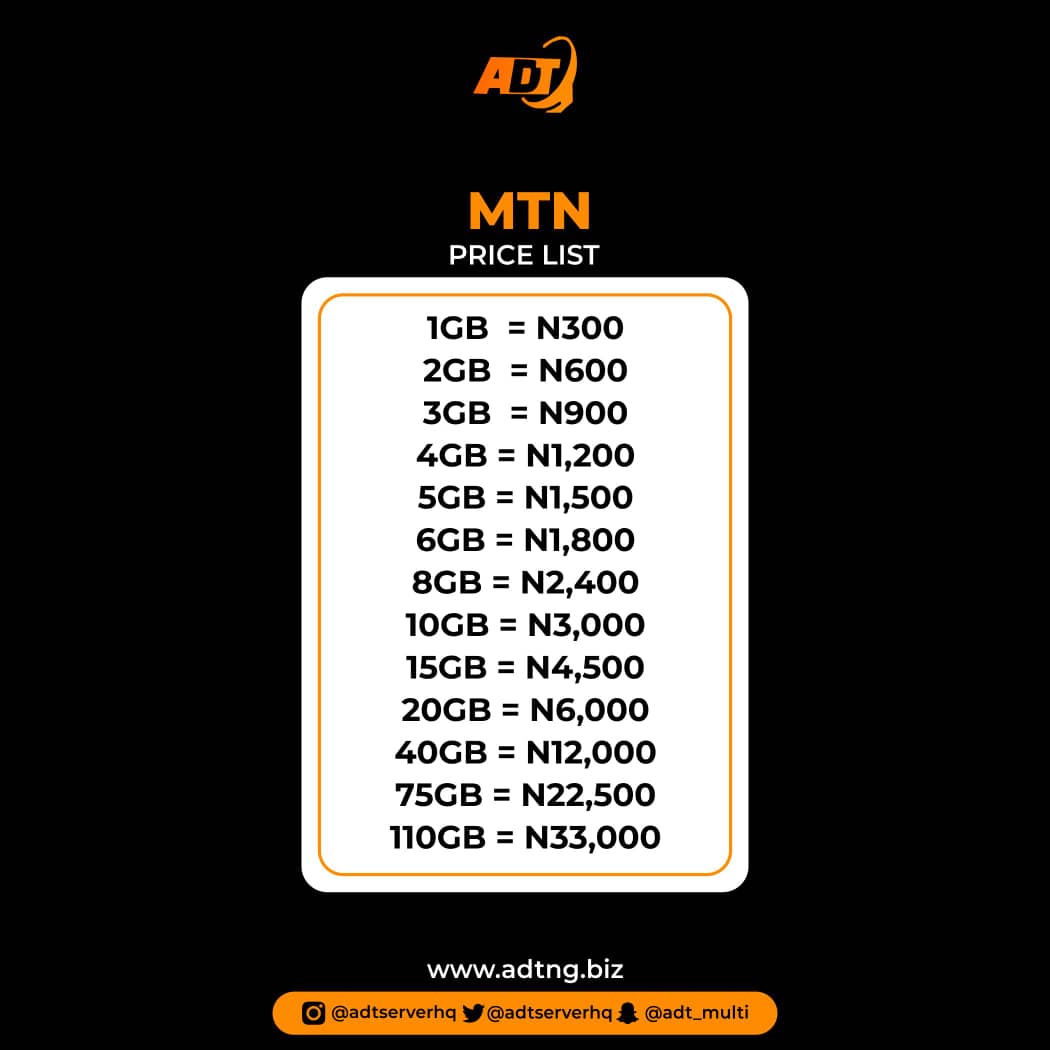 ADT
MTN
PRICE LIST
1GB = N300
2GB = N600
3GB = N900
4GB = N1,200
5GB = N1,500
6GB = N1,800
8GB = N2,400
10GB = N3,000
15GB = N4,500
20GB = N6,000
40GB = N12,000
75GB = N22,500
110GB = N33,000
www.adtng.biz
@adtserverhq @adtserverhq @adt_multi